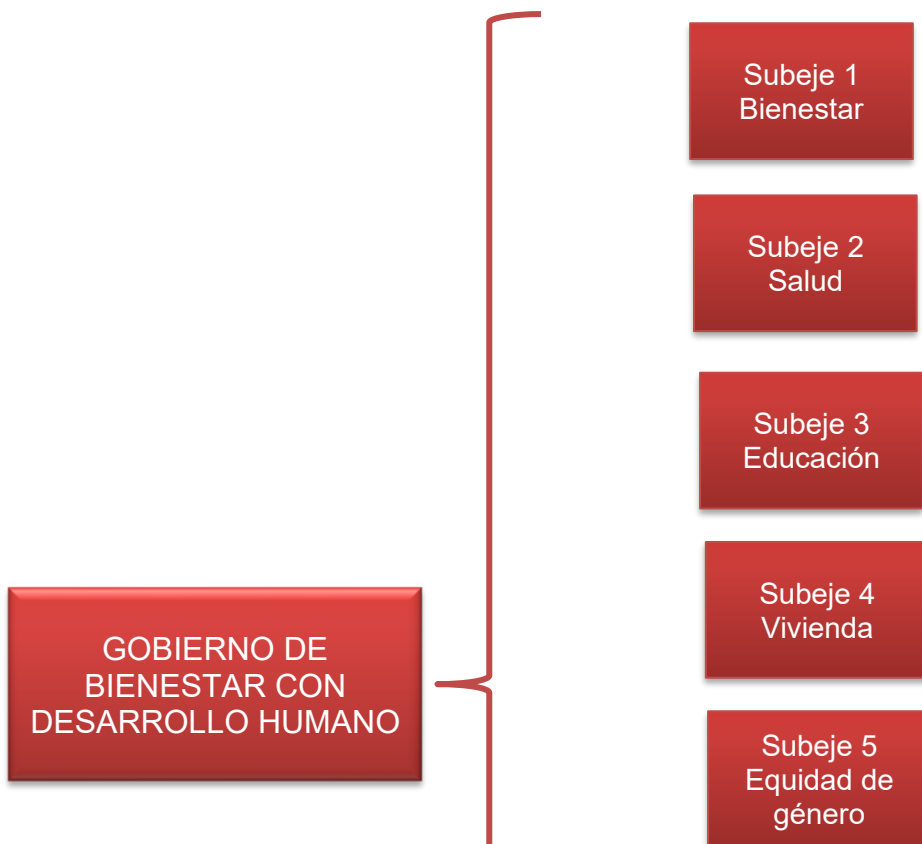 Subeje 1
Bienestar
Subeje 2
Salud
Subeje 3
Educación
Subeje 4
Vivienda
GOBIERNO DE
BIENESTAR CON
DESARROLLO HUMANO
Subeje 5
Equidad de
género